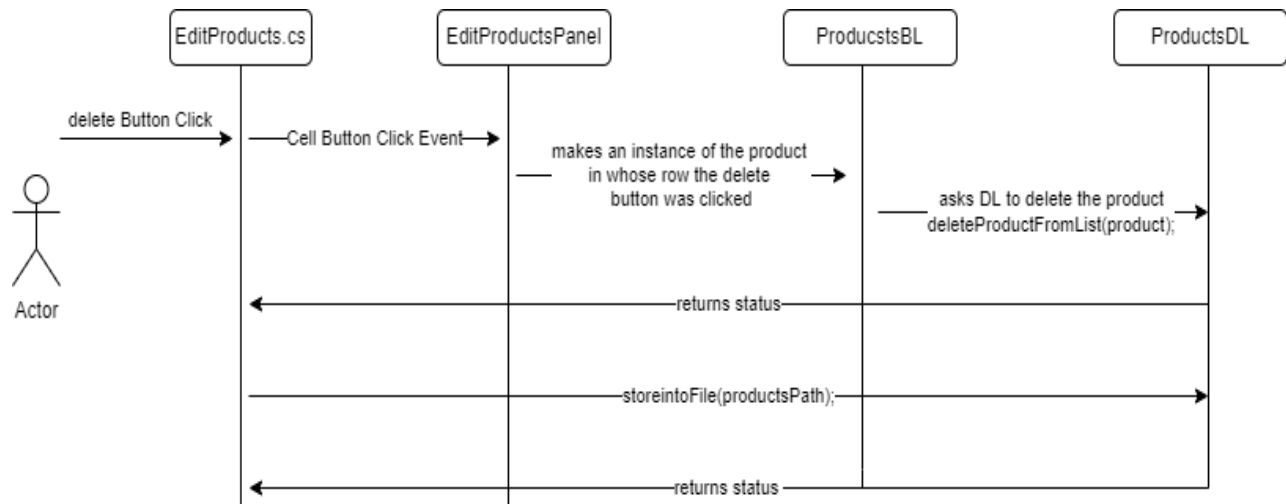 EditProducts.cs
EditProductsPanel
ProducstsBL
ProductsDL
delete Button Click
Cell Button Click Event
makes an instance of the product
in whose row the delete
button was clicked
asks DL to delete the product
deleteProductFromList(product);
Actor
returns status
storeintoFile(productsPath);
returns status